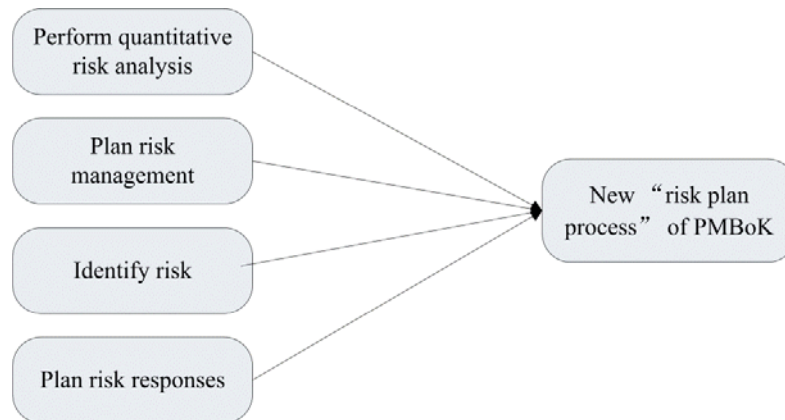 Perform quantitative
risk analysis
Plan risk
management
Identify risk
Plan risk responses
New “risk plan
process” of PMBoK